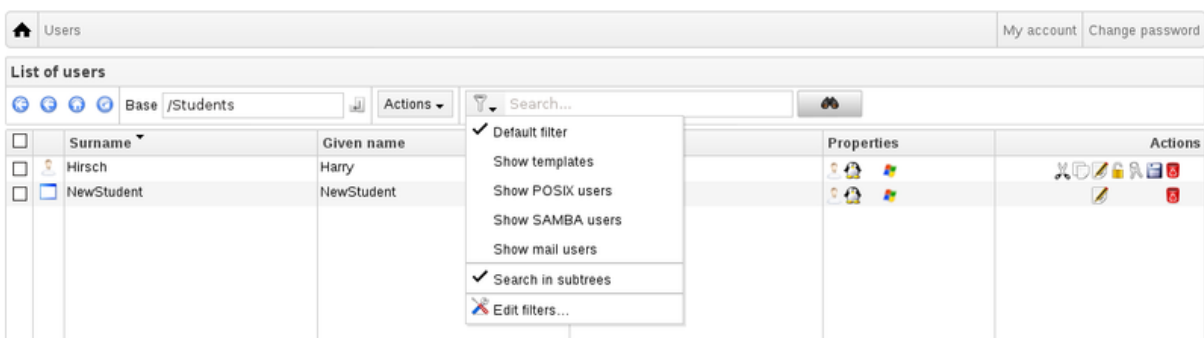 Users My account Change password
List of users
Base /Students Actions Search...
Surname Given name Properties Actions
Default filter
Show templates
Hirsch Harry
Show POSIX users
NewStudent NewStudent
Show SAMBA users
Show mail users
Search in subtrees
Edit filters...